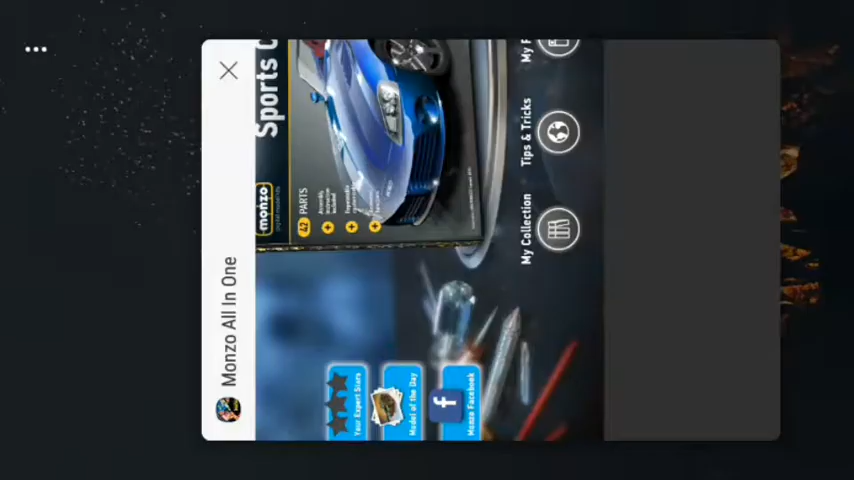 Monzo All In One
Sports C
monzo
42 PARTS
Your Expert Stars
Model of the Day
Monzo Facebook
My Collection
Tips & Tricks
My